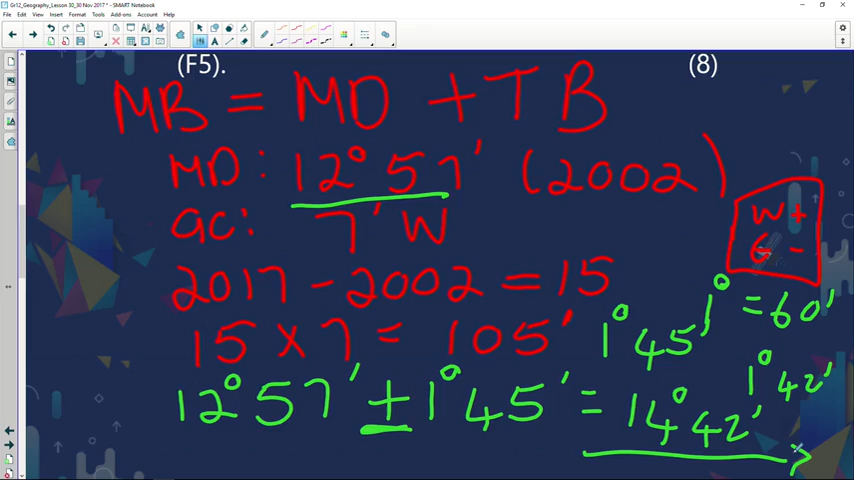 Gr12_Geography_Lesson 30_30 Nov 2017 * - SMART Notebook
File Edit View Insert Format Tools Add-ons Account Help
(F5). (8)
MB = MD + TB
MD: 12° 57' (2002)
ac: 7' W
W +
E -
2017 - 2002 = 15
1° = 60'
15 x 7 = 105' 1° 45'
1° 42'
12° 57' + 1° 45' = 14° 42'